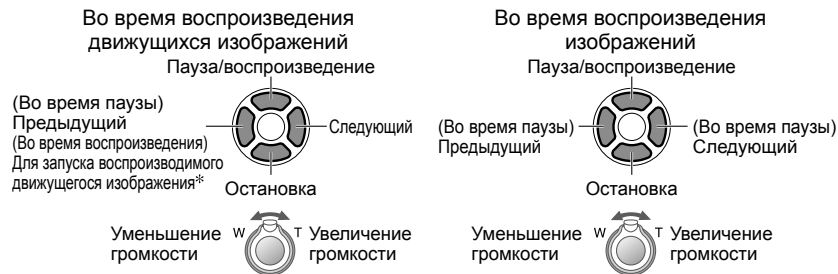 Во время воспроизведения
движущихся изображений
Пауза/воспроизведение
(Во время паузы)
Предыдущий
(Во время воспроизведения)
Для запуска воспроизводимого
движущегося изображения*
Следующий
Остановка
Уменьшение
громкости
W
T
Увеличение
громкости
Во время воспроизведения
изображений
Пауза/воспроизведение
(Во время паузы)
Предыдущий
(Во время паузы)
Следующий
Остановка
Уменьшение
громкости
W
T
Увеличение
громкости